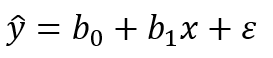 ŷ = b₀ + b₁x + ε